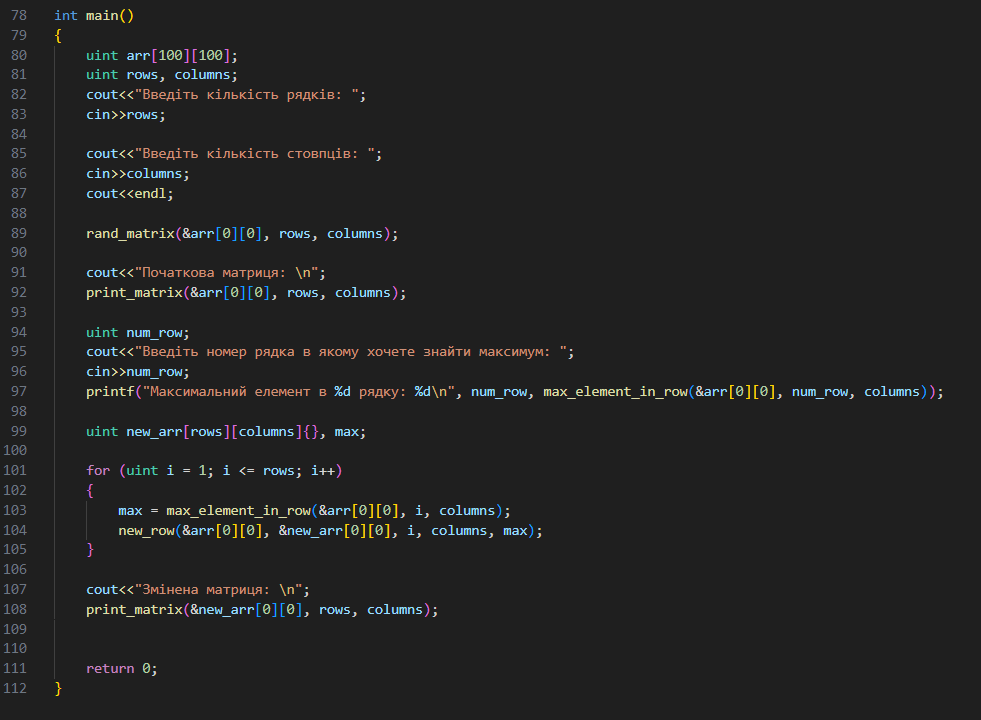 78 int main()
79 {
80 uint arr[100][100];
81 uint rows, columns;
82 cout<<"Введіть кількість рядків: ";
83 cin>>rows;
84
85 cout<<"Введіть кількість стовпців: ";
86 cin>>columns;
87 cout<<endl;
88
89 rand_matrix(&arr[0][0], rows, columns);
90
91 cout<<"Початкова матриця: \n";
92 print_matrix(&arr[0][0], rows, columns);
93
94 uint num_row;
95 cout<<"Введіть номер рядка в якому хочете знайти максимум: ";
96 cin>>num_row;
97 printf("Максимальний елемент в %d рядку: %d\n", num_row, max_element_in_row(&arr[0][0], num_row, columns));
98
99 uint new_arr[rows][columns]{}, max;
100
101 for (uint i = 1; i <= rows; i++)
102 {
103 max = max_element_in_row(&arr[0][0], i, columns);
104 new_row(&arr[0][0], &new_arr[0][0], i, columns, max);
105 }
106
107 cout<<"Змінена матриця: \n";
108 print_matrix(&new_arr[0][0], rows, columns);
109
110
111 return 0;
112 }